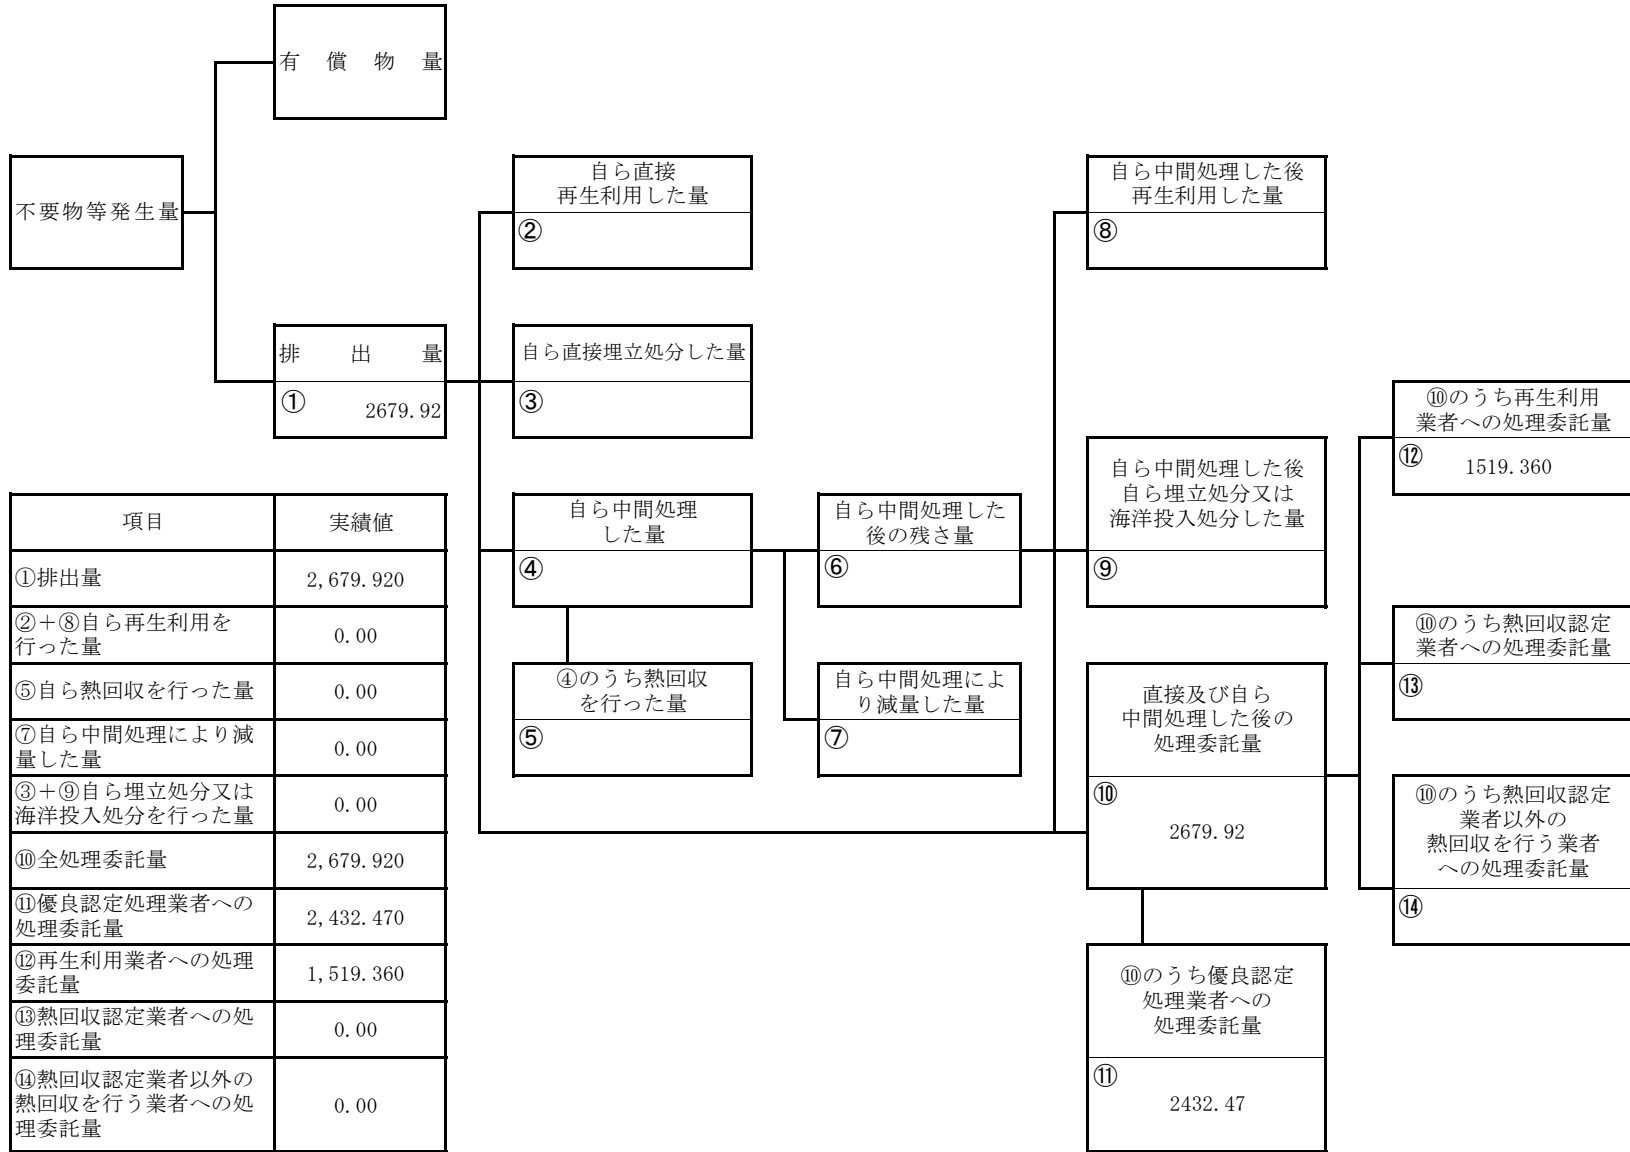 有償物量
不要物等発生量
排出量
①
2679.92
自ら直接
再生利用した量
②
自ら直接埋立処分した量
③
自ら中間処理
した量
④
④のうち熱回収
を行った量
⑤
自ら中間処理した
後の残さ量
⑥
自ら中間処理によ
り減量した量
⑦
自ら中間処理した後
再生利用した量
⑧
自ら中間処理した後
自ら埋立処分又は
海洋投入処分した量
⑨
直接及び自ら
中間処理した後の
処理委託量
⑩
2679.92
⑩のうち優良認定
処理業者への
処理委託量
⑪
2432.47
⑩のうち再生利用
業者への処理委託量
⑫
1519.360
⑩のうち熱回収認定
業者への処理委託量
⑬
⑩のうち熱回収認定
業者以外の
熱回収を行う業者
への処理委託量
⑭
項目 実績値
①排出量 2,679.920
②+⑧自ら再生利用を
行った量 0.00
⑤自ら熱回収を行った量 0.00
⑦自ら中間処理により減
量した量 0.00
③+⑨自ら埋立処分又は
海洋投入処分を行った量 0.00
⑩全処理委託量 2,679.920
⑪優良認定処理業者への
処理委託量 2,432.470
⑫再生利用業者への処理
委託量 1,519.360
⑬熱回収認定業者への処
理委託量 0.00
⑭熱回収認定業者以外の
熱回収を行う業者への処
理委託量 0.00